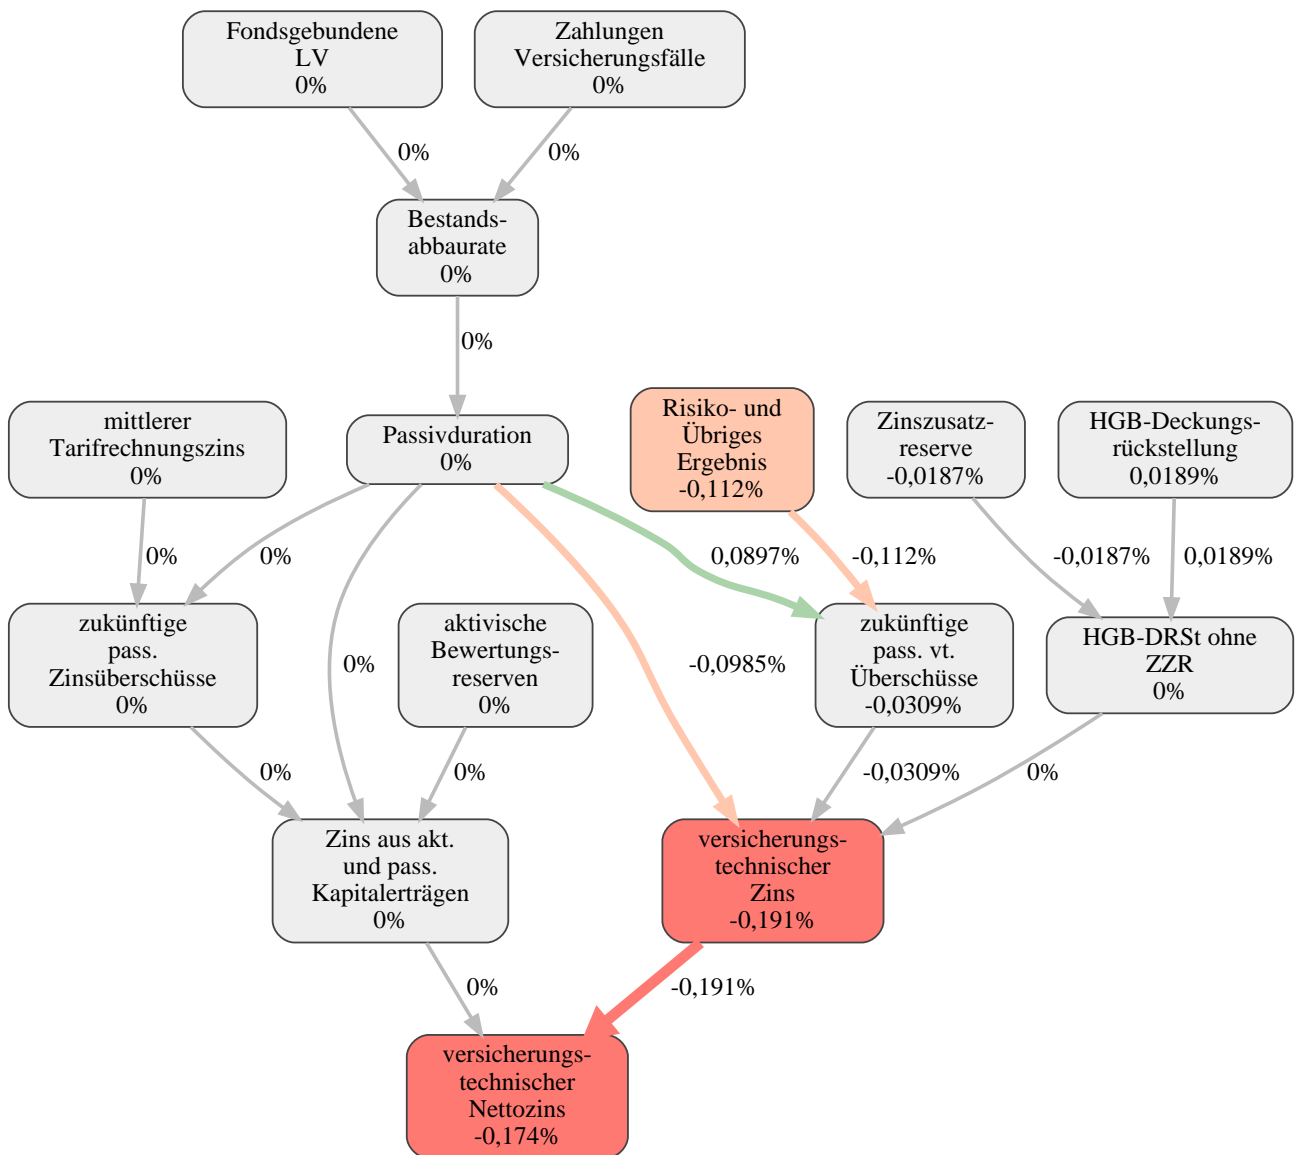 Fondsgebundene
LV
0%
Zahlungen
Versicherungsfälle
0%
0%
0%
Bestands-
abbaurate
0%
0%
mittlerer
Tarifrechnungszins
0%
Passivduration
0%
Risiko- und
Übriges
Ergebnis
-0,112%
Zinszusatz-
reserve
-0,0187%
HGB-Deckungs-
rückstellung
0,0189%
0%
0%
0%
0,0897%
-0,112%
-0,0187%
0,0189%
-0,0985%
zukünftige
pass.
Zinsüberschüsse
0%
aktivische
Bewertungs-
reserven
0%
zukünftige
pass. vt.
Überschüsse
-0,0309%
HGB-DRSt ohne
ZZR
0%
0%
0%
-0,0309%
0%
Zins aus akt.
und pass.
Kapitalerträgen
0%
versicherungs-
technischer
Zins
-0,191%
0%
-0,191%
versicherungs-
technischer
Nettozins
-0,174%